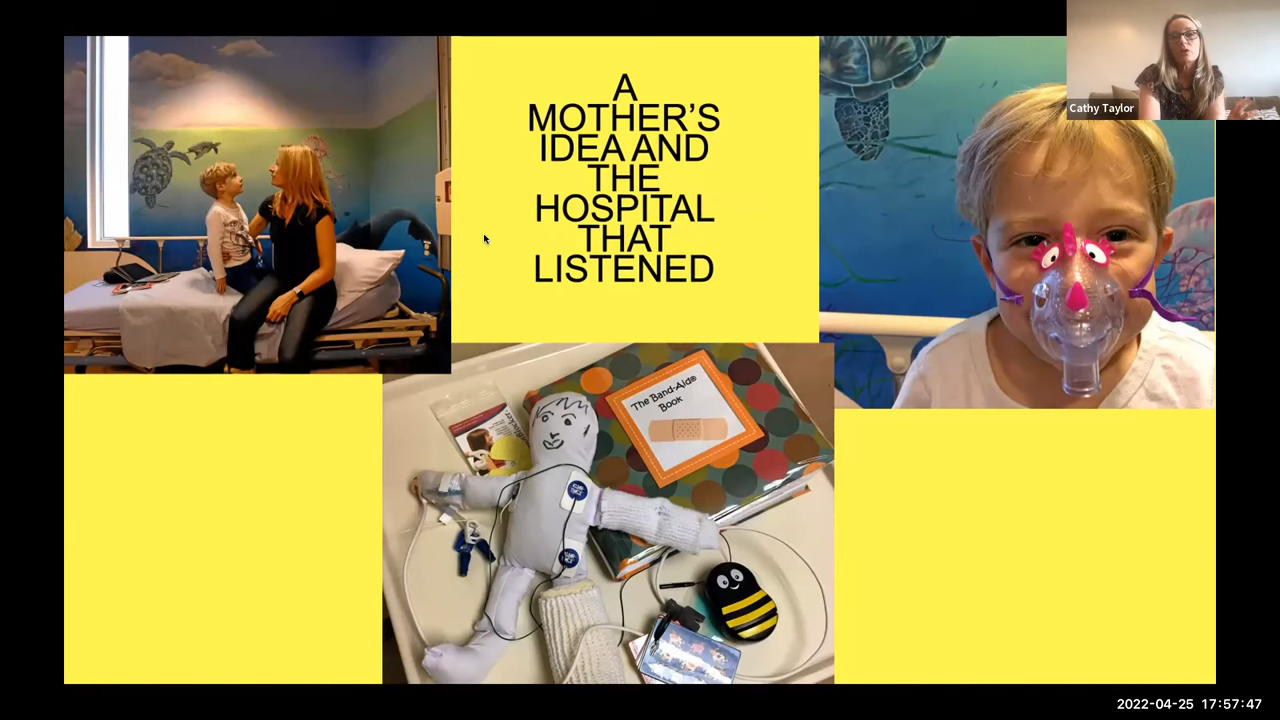 A
MOTHER'S
IDEA AND
THE
HOSPITAL
THAT
LISTENED
Cathy Taylor
The Band-Aid®
Book
2022-04-25 17:57:47